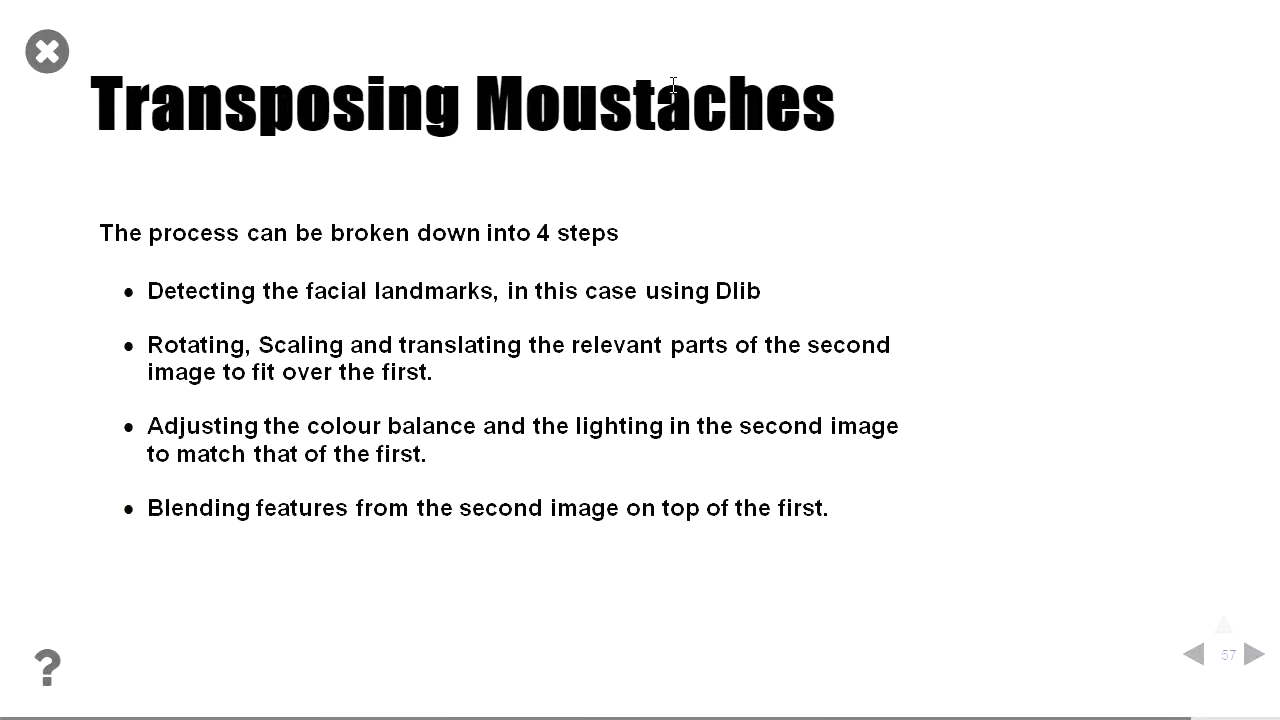 Transposing Moustaches
The process can be broken down into 4 steps
• Detecting the facial landmarks, in this case using Dlib
• Rotating, Scaling and translating the relevant parts of the second
image to fit over the first.
• Adjusting the colour balance and the lighting in the second image
to match that of the first.
• Blending features from the second image on top of the first.
?
57